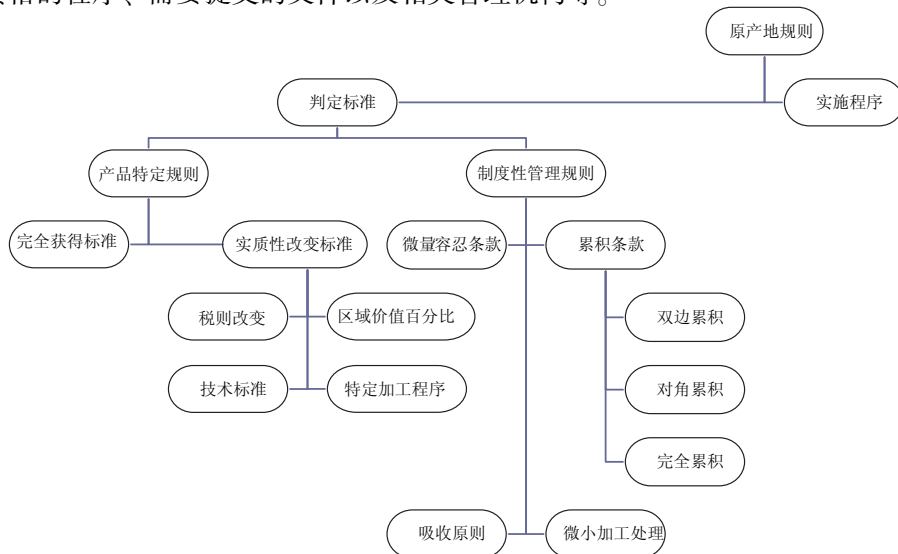 的程序、需要提交的文件以及相关管理机构等。
原产地规则
判定标准
实施程序
产品特定规则
制度性管理规则
完全获得标准
实质性改变标准
微量容忍条款
累积条款
税则改变
区域价值百分比
双边累积
技术标准
特定加工程序
对角累积
完全累积
吸收原则
微小加工处理